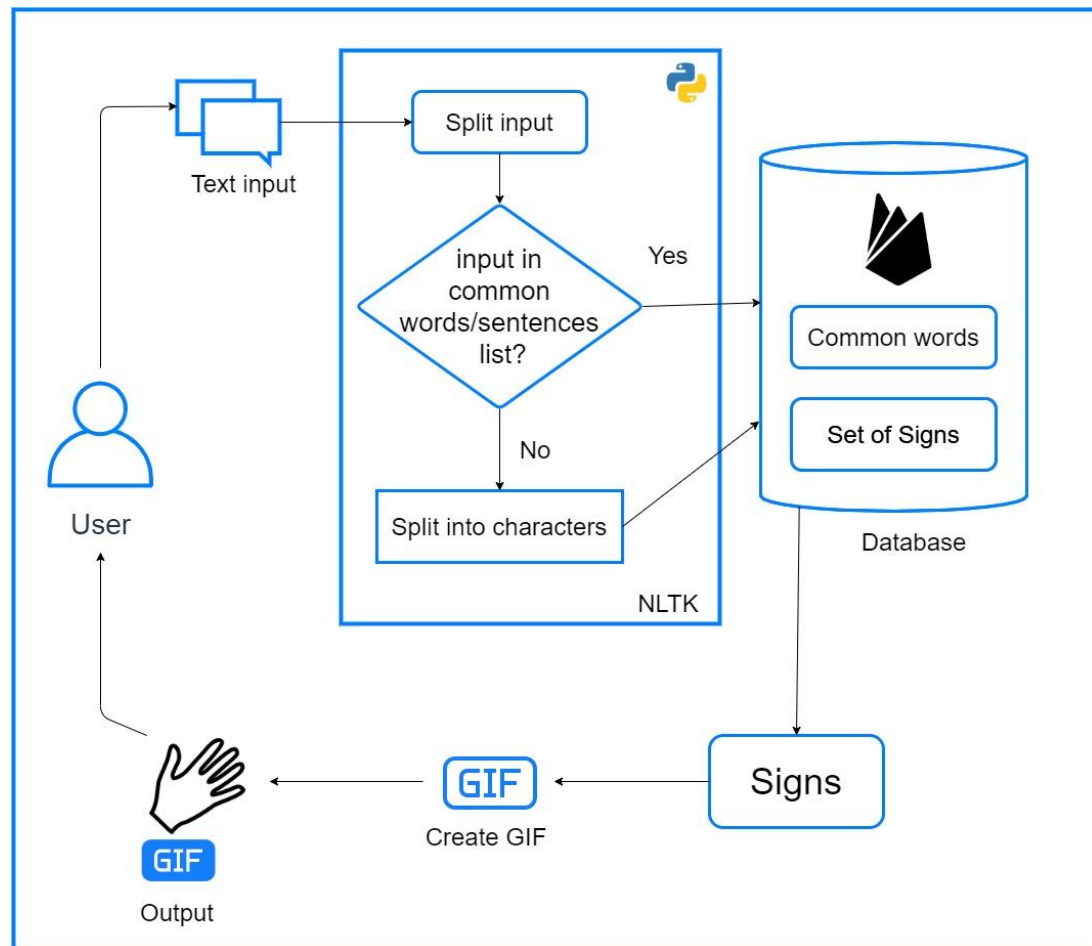 Text input
Split input
input in
common
words/sentences
list?
Yes
No
Split into characters
NLTK
Common words
Set of Signs
Database
Signs
GIF
Create GIF
GIF
Output
User